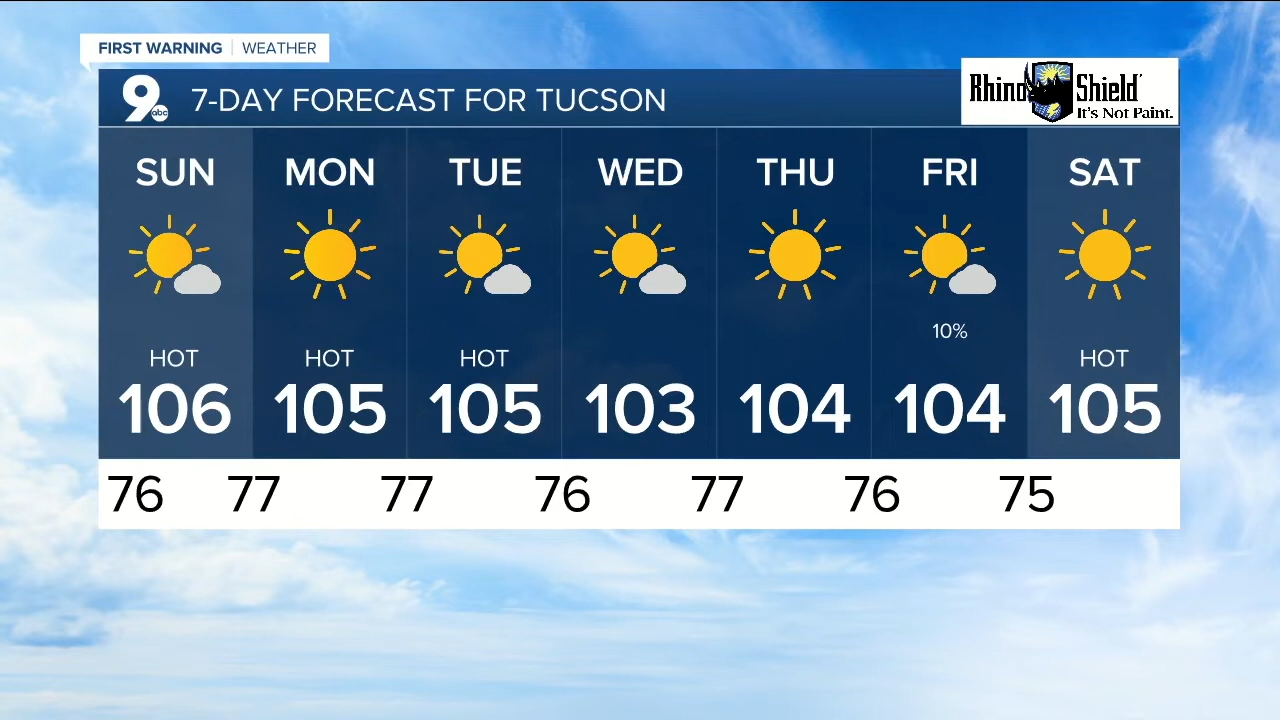 FIRST WARNING | WEATHER
9 abc 7-DAY FORECAST FOR TUCSON
Rhino Shield
It's Not Paint.
SUN MON TUE WED THU FRI SAT
10%
HOT HOT HOT HOT
106 105 105 103 104 104 105
76 77 77 76 77 76 75